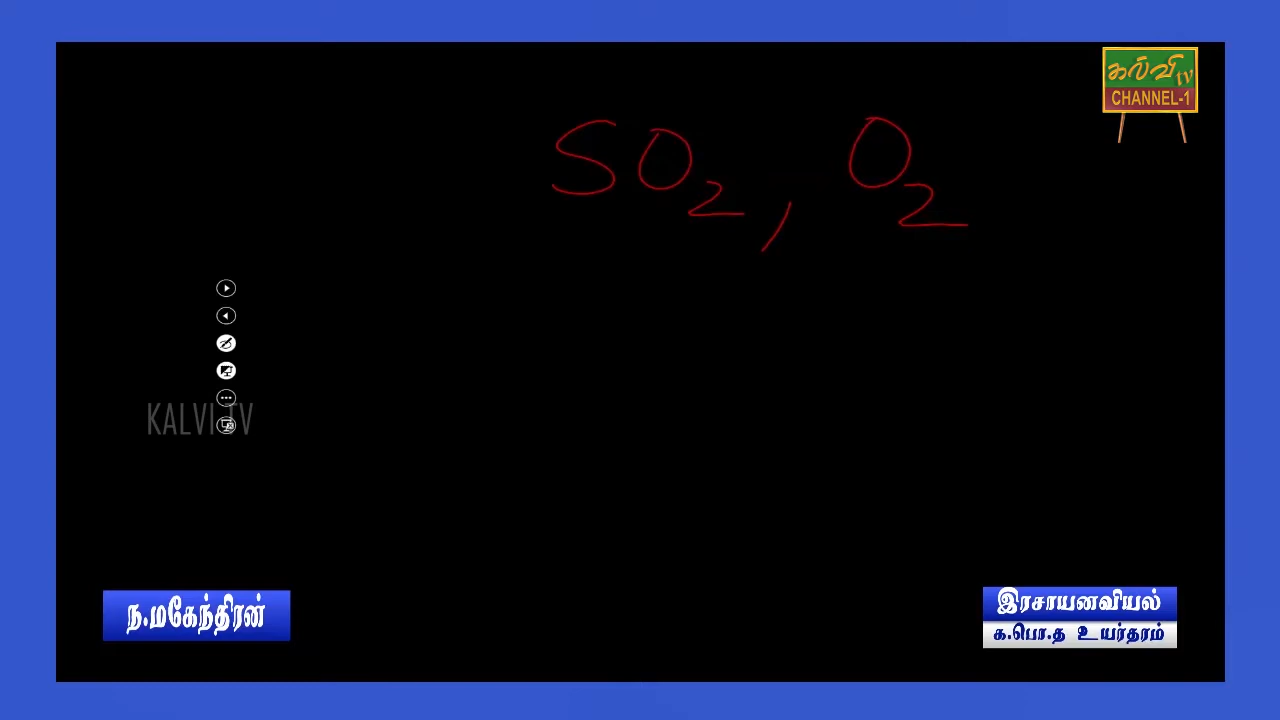 கல்வி tv
CHANNEL-1
SO₂, O₂
KALVI TV
ந.மகேந்திரன்
இரசாயனவியல்
க.பொ.த உயர்தரம்